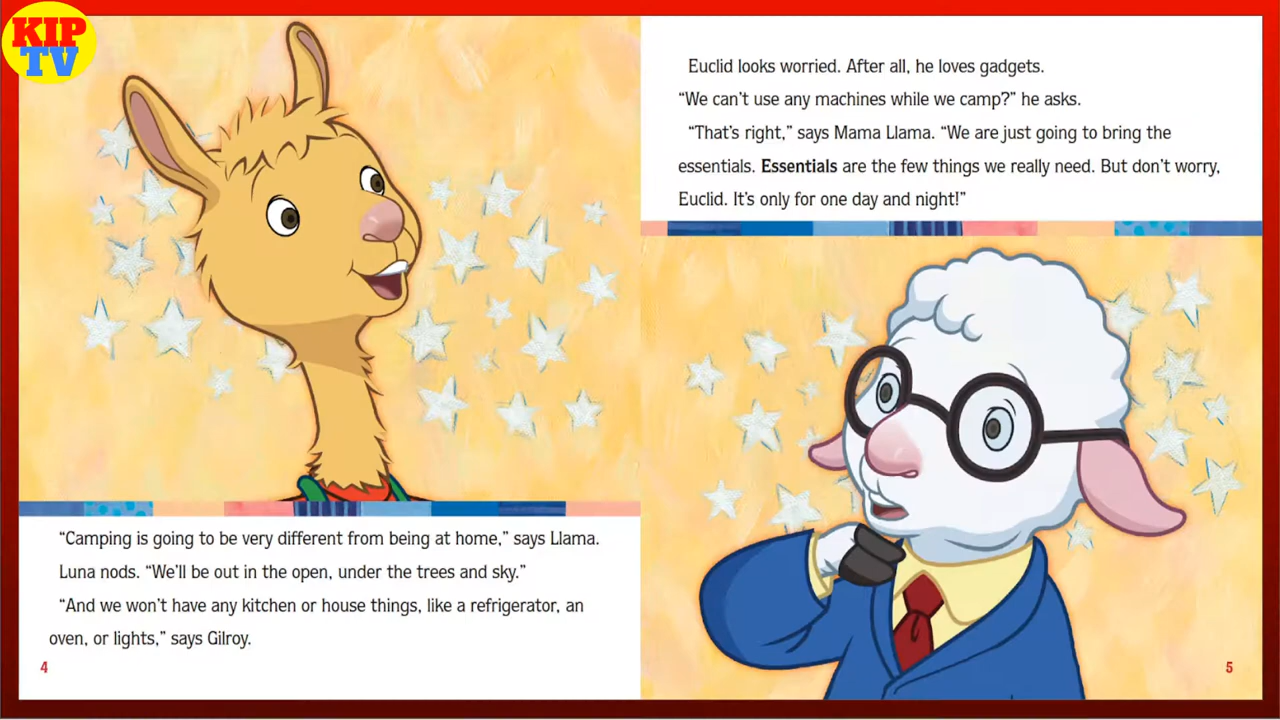 KIP
TV
“Camping is going to be very different from being at home,” says Llama.
Luna nods. “We’ll be out in the open, under the trees and sky.”
“And we won’t have any kitchen or house things, like a refrigerator, an
oven, or lights,” says Gilroy.
4
Euclid looks worried. After all, he loves gadgets.
“We can’t use any machines while we camp?” he asks.
“That’s right,” says Mama Llama. “We are just going to bring the
essentials. Essentials are the few things we really need. But don’t worry,
Euclid. It’s only for one day and night!”
5